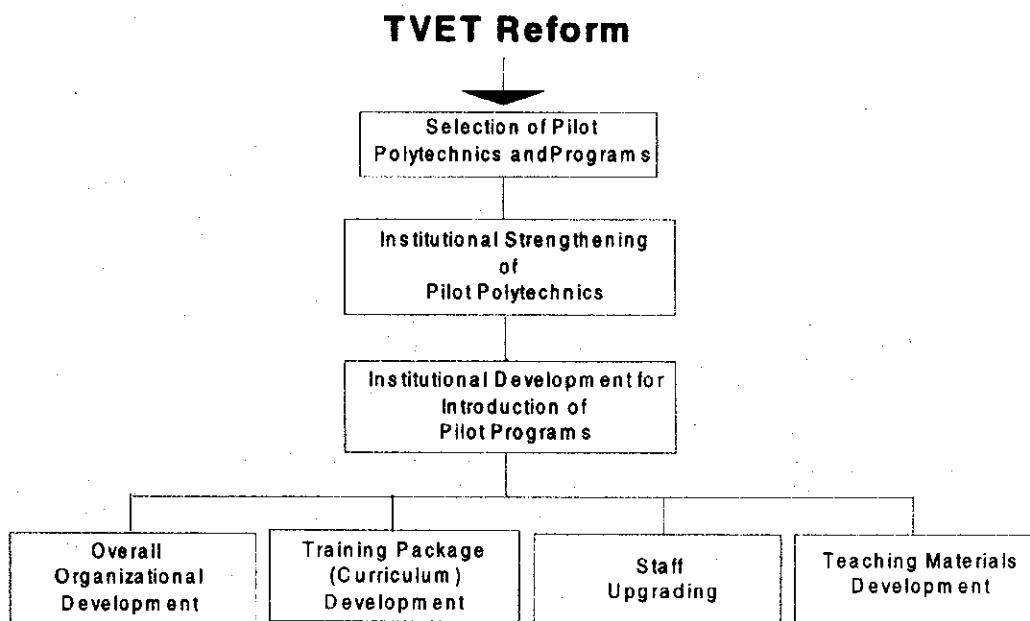 TVET Reform
Selection of Pilot
Polytechnics and Programs
Institutional Strengthening
of
Pilot Polytechnics
Institutional Development for
Introduction of
Pilot Programs
Overall
Organizational
Development
Training Package
(Curriculum)
Development
Staff
Upgrading
Teaching Materials
Development